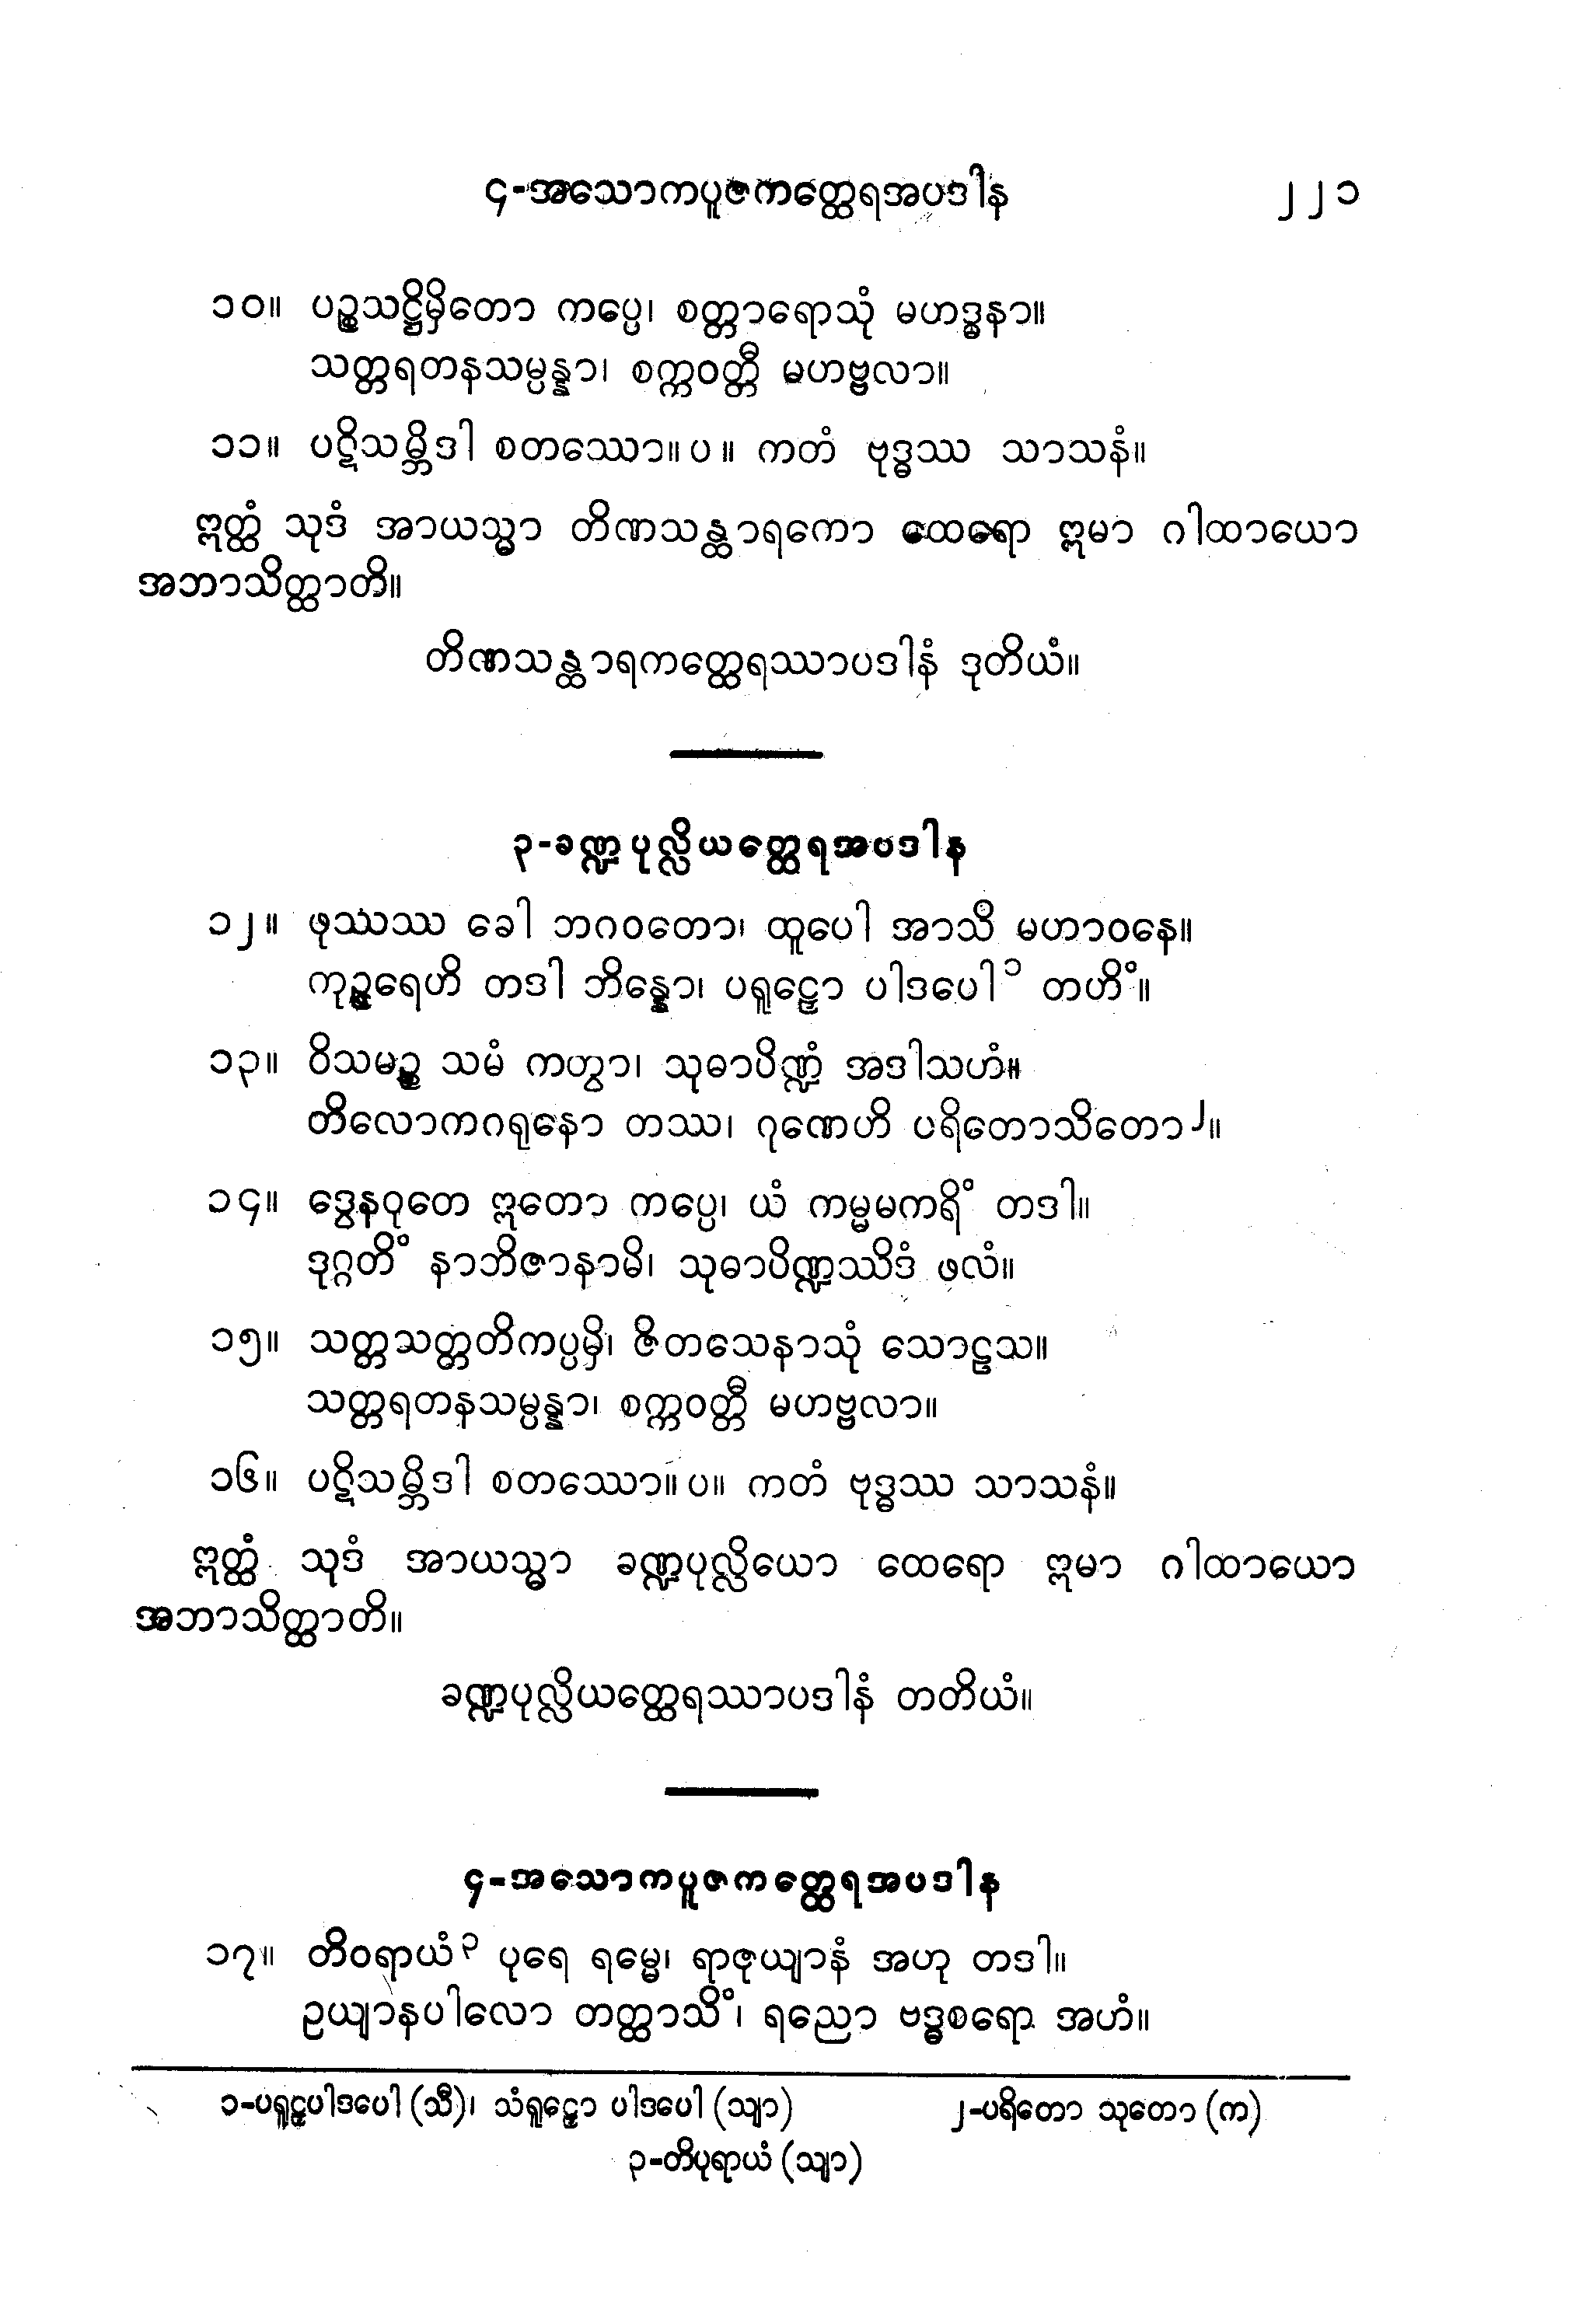 ၄-အသောကပူဇကတ္ထေရအပဒါန ၂၂၁
၁၀။ ပဉ္စသဋ္ဌိမှိတော ကပ္ပေ၊ စတ္တာရောသုံ မဟဒ္ဓနာ။
သတ္တရတနသမ္ပန္နာ၊ စက္ကဝတ္တီ မဟဗ္ဗလာ။
၁၁။ ပဋိသမ္ဘိဒါ စတဿော။ပ။ ကတံ ဗုဒ္ဓဿ သာသနံ။
ဣတ္ထံ သုဒံ အာယသ္မာ တိဏသန္ထာရကော ထေရော ဣမာ ဂါထာယော
အဘာသိတ္ထာတိ။
တိဏသန္ထာရကတ္ထေရဿာပဒါနံ ဒုတိယံ။
၃-ခဏ္ဍပုလ္လိယတ္ထေရအပဒါန
၁၂။ ဖုဿဿ ခေါ ဘဂဝတော၊ ထူပေါ အာသိ မဟာဝနေ။
ကုဉ္ဇရေဟိ တဒါ ဘိန္နော၊ ပရူဠှော ပါဒပေါ၁ တဟိံ။
၁၃။ ဝိသမဉ္စ သမံ ကတွာ၊ သုဓာပိဏ္ဍံ အဒါသဟံ။
တိလောကဂရုနော တဿ၊ ဂုဏေဟိ ပရိတောသိတော၂။
၁၄။ ဒွေနဝုတေ ဣတော ကပ္ပေ၊ ယံ ကမ္မမကရိံ တဒါ။
ဒုဂ္ဂတိံ နာဘိဇာနာမိ၊ သုဓာပိဏ္ဍဿိဒံ ဖလံ။
၁၅။ သတ္တသတ္တတိကပ္ပမှိ၊ ဇိတသေနာသုံ သောဠသ။
သတ္တရတနသမ္ပန္နာ၊ စက္ကဝတ္တီ မဟဗ္ဗလာ။
၁၆။ ပဋိသမ္ဘိဒါ စတဿော။ပ။ ကတံ ဗုဒ္ဓဿ သာသနံ။
ဣတ္ထံ သုဒံ အာယသ္မာ ခဏ္ဍပုလ္လိယော ထေရော ဣမာ ဂါထာယော
အဘာသိတ္ထာတိ။
ခဏ္ဍပုလ္လိယတ္ထေရဿာပဒါနံ တတိယံ။
၄-အသောကပူဇကတ္ထေရအပဒါန
၁၇။ တိဝရာယံ၃ ပုရေ ရမ္မေ၊ ရာဇုယျာနံ အဟု တဒါ။
ဥယျာနပါလော တတ္ထာသိံ၊ ရညော ဗဒ္ဓစရော အဟံ။
၁-ပရူဠှပါဒပေါ (သီ)၊ သံရူဠှော ပါဒပေါ (သျာ) ၂-ပရိတော သုတော (က)
၃-တိပုရာယံ (သျာ)